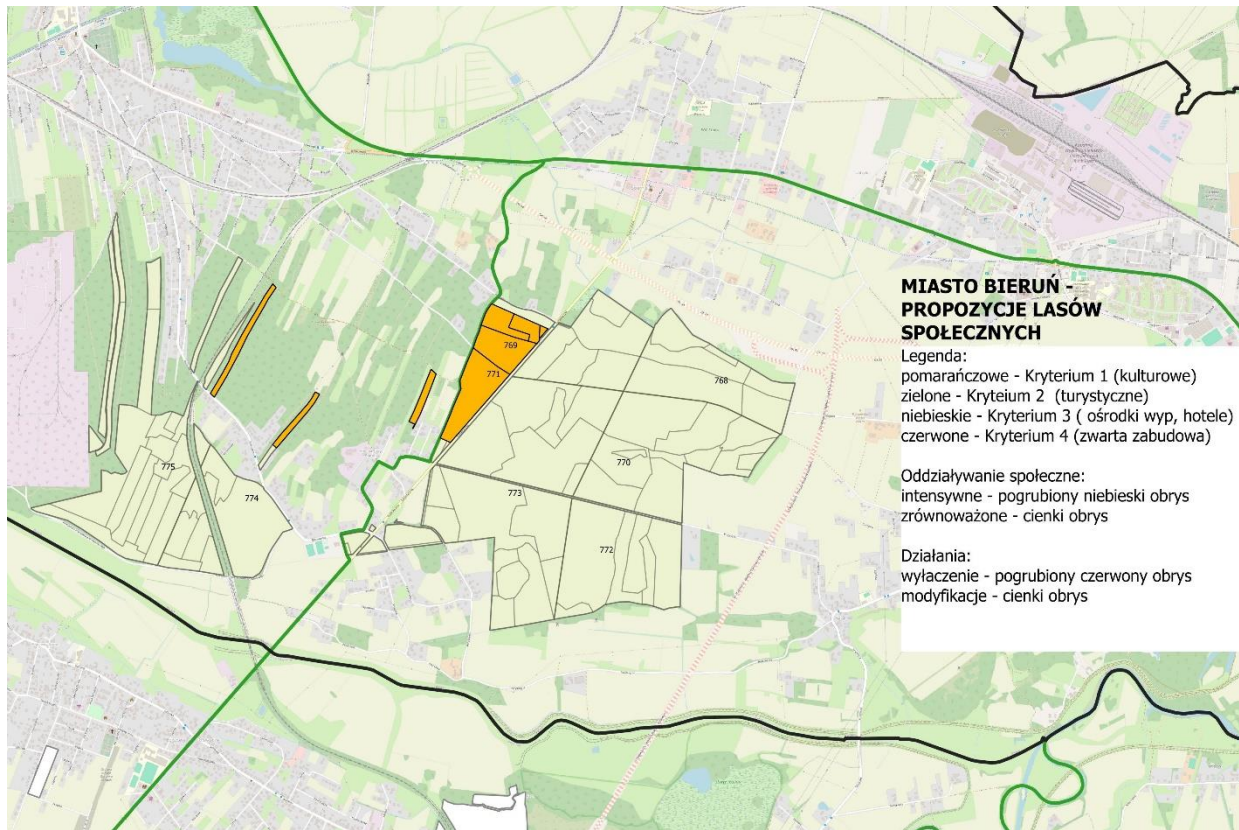 MIASTO BIERUŃ -
PROPOZYCJE LASÓW
SPOŁECZNYCH
Legenda:
pomarańczowe - Kryterium 1 (kulturowe)
zielone - Kryteium 2 (turystyczne)
niebieskie - Kryterium 3 ( ośrodki wyp, hotele)
czerwone - Kryterium 4 (zwarta zabudowa)
Oddziaływanie społeczne:
intensywne - pogrubiony niebieski obrys
zrównoważone - cienki obrys
Działania:
wyłaczenie - pogrubiony czerwony obrys
modyfikacje - cienki obrys
769
771
768
770
775
774
773
772